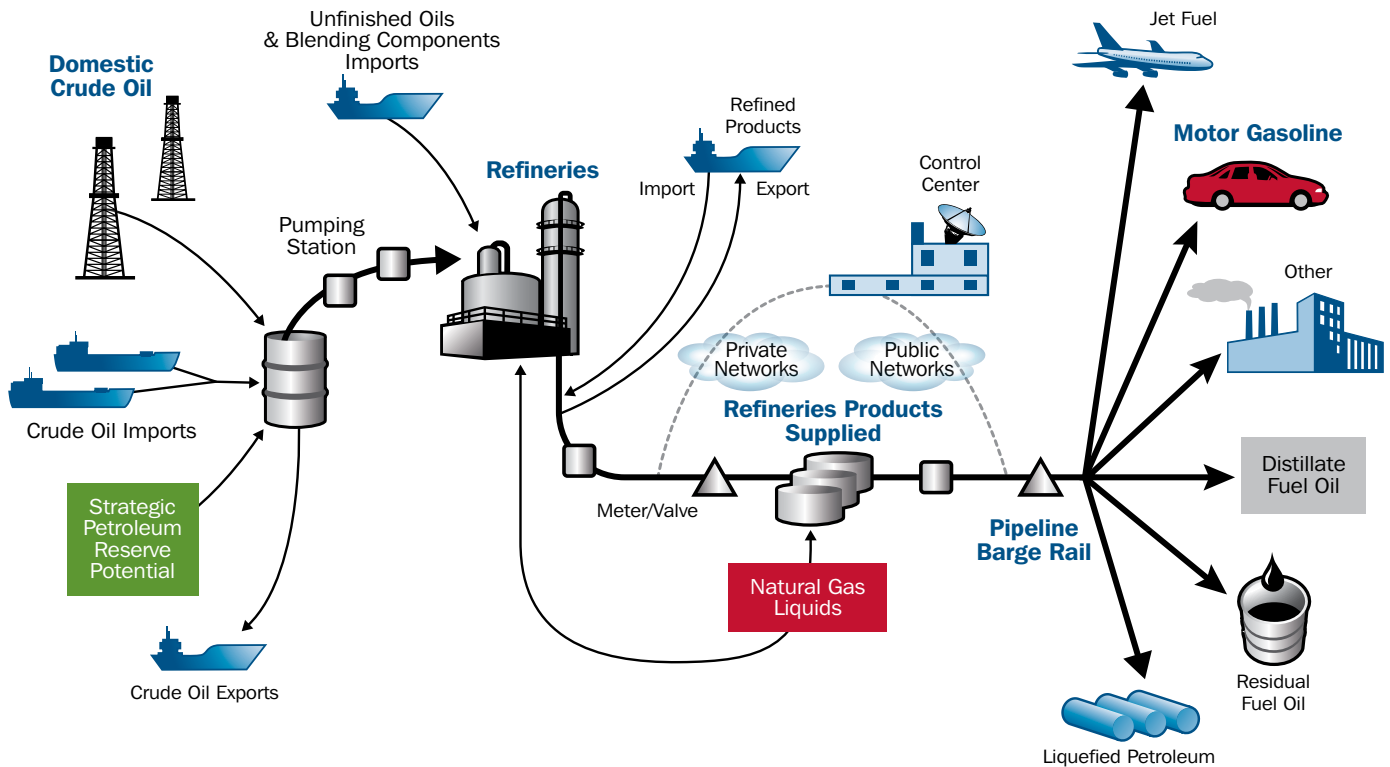 Domestic
Crude Oil
Unfinished Oils
& Blending Components
Imports
Pumping
Station
Refineries
Refined
Products
Import
Export
Control
Center
Jet Fuel
Motor Gasoline
Other
Crude Oil Imports
Strategic
Petroleum
Reserve
Potential
Crude Oil Exports
Private
Networks
Public
Networks
Refineries Products
Supplied
Meter/Valve
Natural Gas
Liquids
Pipeline
Barge Rail
Distillate
Fuel Oil
Residual
Fuel Oil
Liquefied Petroleum